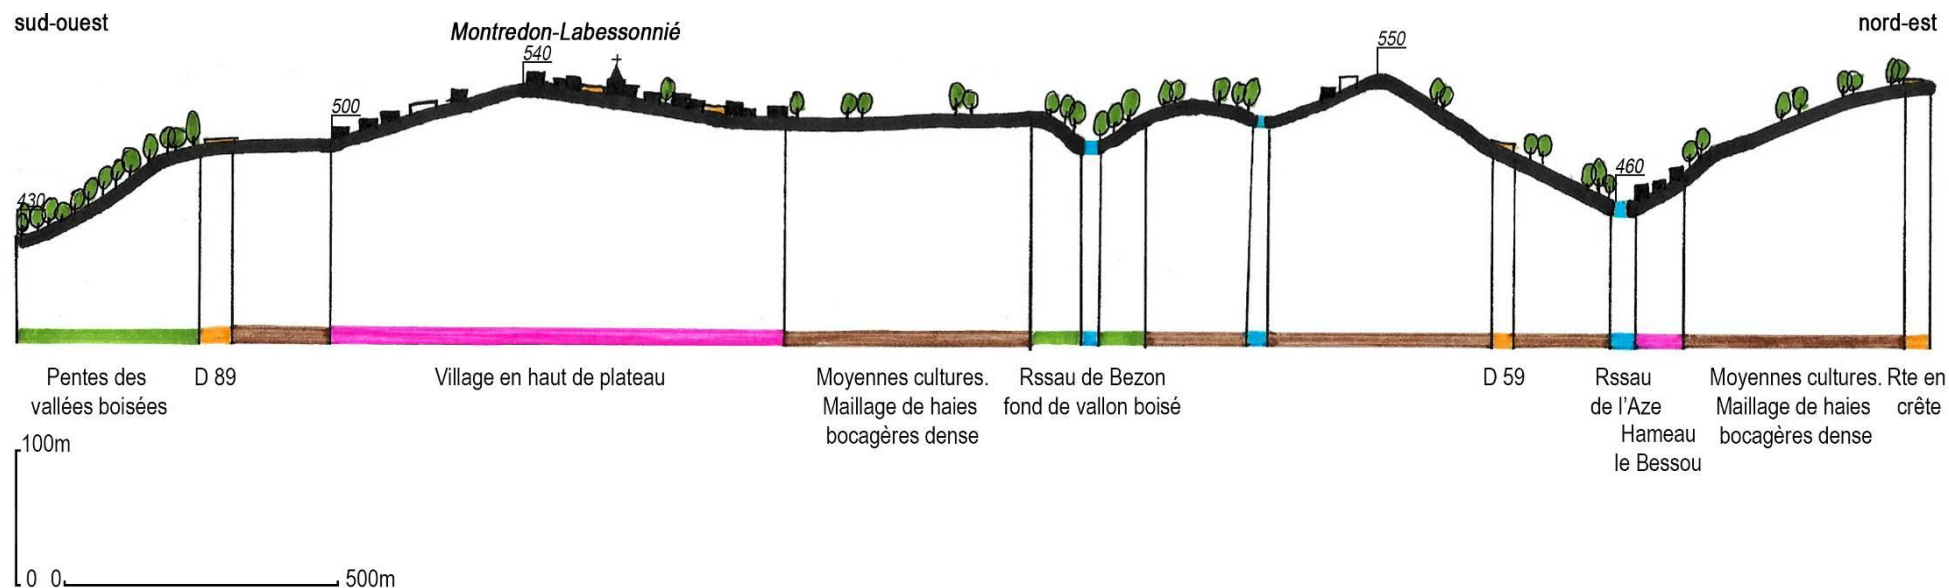 sud-ouest
nord-est
Montredon-Labessonnié
540
550
500
460
430
Pentes des
vallées boisées
D 89
Village en haut de plateau
Moyennes cultures.
Maillage de haies
bocagères dense
Rssau de Bezon
fond de vallon boisé
D 59
Rssau
de l'Aze
Hameau
le Bessou
Moyennes cultures.
Maillage de haies
bocagères dense
Rte en
crête
100m
0 0 500m